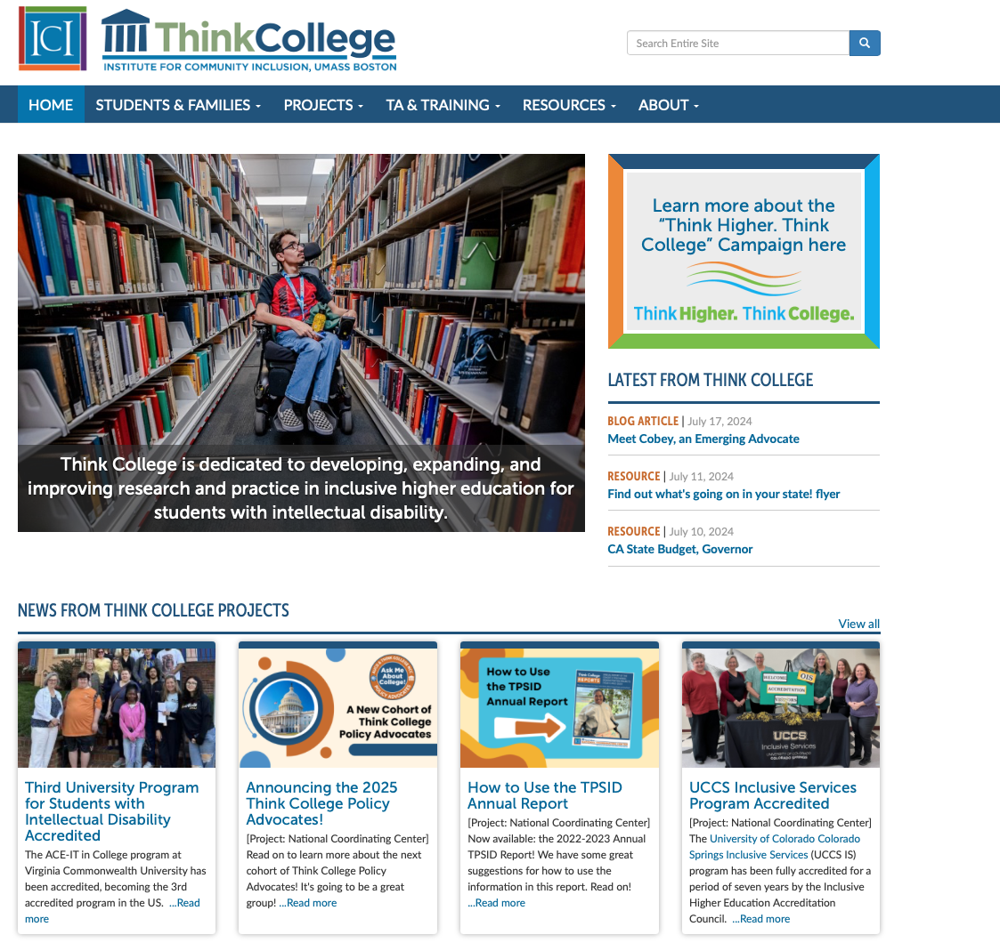 ICI
ThinkCollege
INSTITUTE FOR COMMUNITY INCLUSION, UMASS BOSTON
Search Entire Site
HOME STUDENTS & FAMILIES PROJECTS TA & TRAINING RESOURCES ABOUT
Think College is dedicated to developing, expanding, and
improving research and practice in inclusive higher education for
students with intellectual disability.
Learn more about the
“Think Higher. Think
College” Campaign here
Think Higher. Think College.
LATEST FROM THINK COLLEGE
BLOG ARTICLE | July 17, 2024
Meet Cobey, an Emerging Advocate
RESOURCE | July 11, 2024
Find out what's going on in your state! flyer
RESOURCE | July 10, 2024
CA State Budget, Governor
NEWS FROM THINK COLLEGE PROJECTS
View all
Third University Program
for Students with
Intellectual Disability
Accredited
The ACE-IT in College program at
Virginia Commonwealth University has
been accredited, becoming the 3rd
accredited program in the US. ...Read
more
Ask Me
About
College!
POLICY ADVOCATES
A New Cohort of
Think College
Policy Advocates
Announcing the 2025
Think College Policy
Advocates!
[Project: National Coordinating Center]
Read on to learn more about the next
cohort of Think College Policy
Advocates! It's going to be a great
group! ...Read more
How to Use
the TPSID
Annual Report
Think College
REPORTS
How to Use the TPSID
Annual Report
[Project: National Coordinating Center]
Now available: the 2022-2023 Annual
TPSID Report! We have some great
suggestions for how to use the
information in this report. Read on!
...Read more
WELCOME
OIS
ACCREDITATION
VISITORS
UCCS
Inclusive Services
UNIVERSITY OF COLORADO
COLORADO SPRINGS
UCCS Inclusive Services
Program Accredited
[Project: National Coordinating Center]
The University of Colorado Colorado
Springs Inclusive Services (UCCS IS)
program has been fully accredited for a
period of seven years by the Inclusive
Higher Education Accreditation
Council. ...Read more